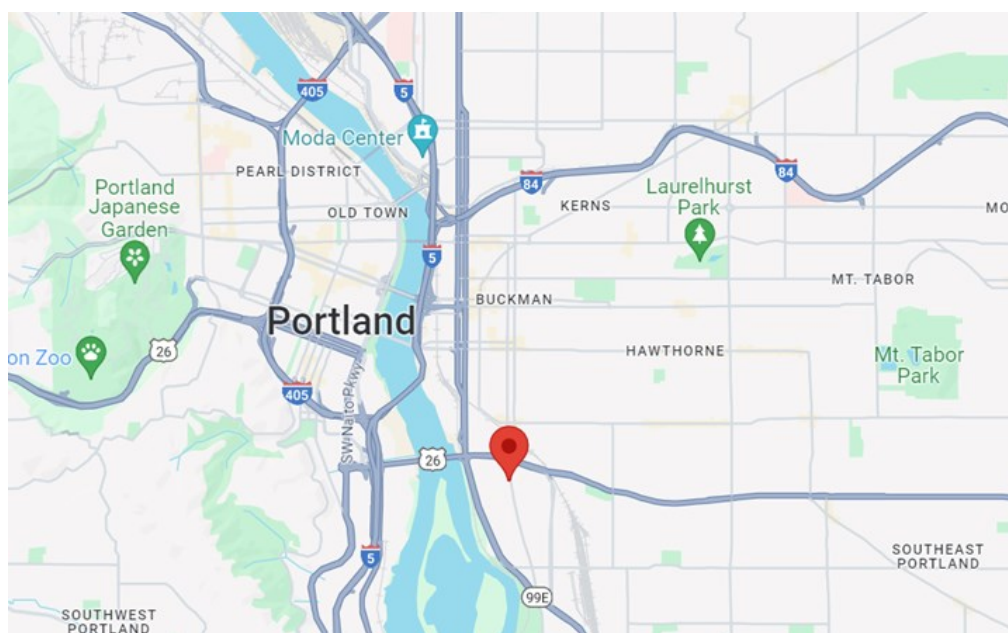 405
5
Moda Center
PEARL DISTRICT
84
84
Laurelhurst
Park
Portland
Japanese
Garden
KERNS
MO
OLD TOWN
5
MT. TABOR
BUCKMAN
Portland
HAWTHORNE
on Zoo
26
Mt. Tabor
Park
405
SW Naito Pkwy
26
5
SOUTHEAST
PORTLAND
99E
SOUTHWEST
PORTLAND